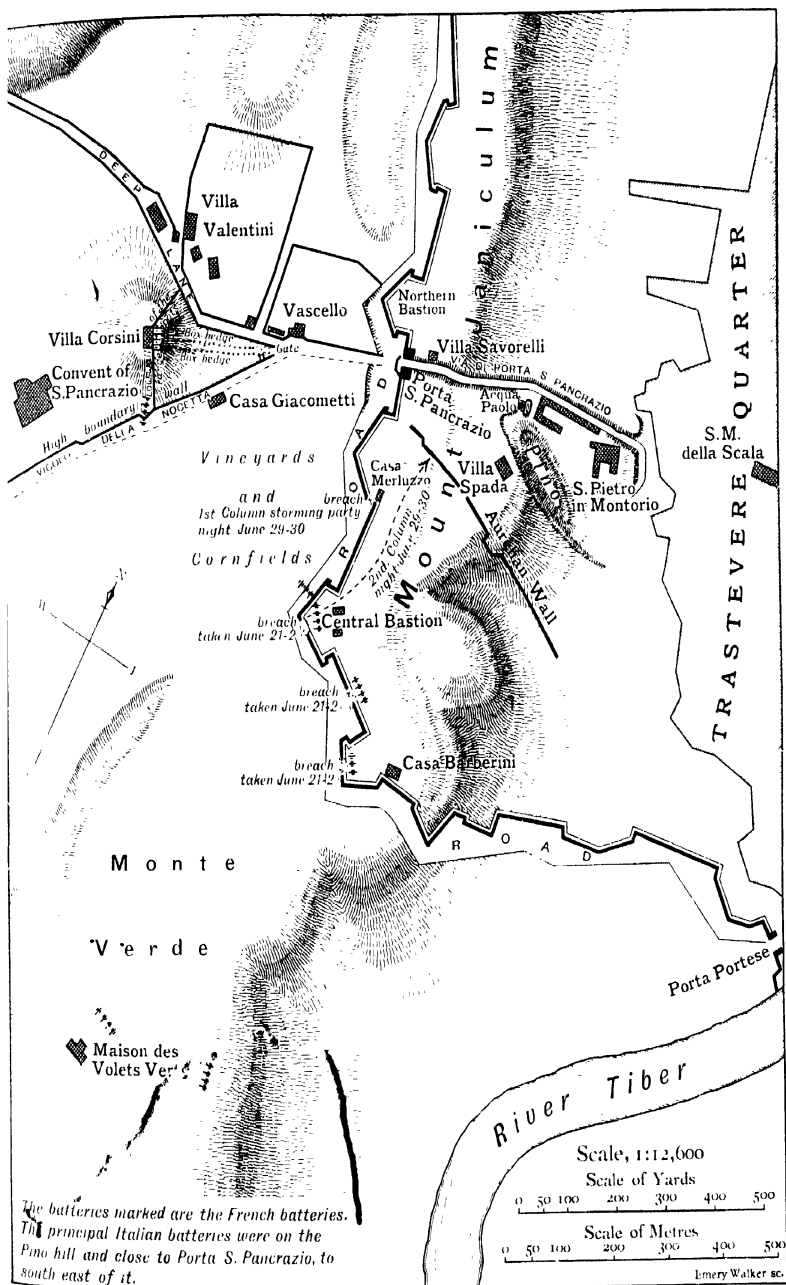 DEEP LANE
Villa
Valentini
Vascello
Northern
Bastion
Janiculum
Villa Corsini
Box hedge
Box hedge
Gate
Convent of
S. Pancrazio
High boundary wall
VIGOLO DELLA NOCETTA
Casa Giacometti
Villa Savorelli
VIA DI PORTA S PANCRAZIO
Porta
S. Pancrazio
Acqua
Paolo
Pino
S. Pietro
in Montorio
S.M.
della Scala
TRASTEVERE QUARTER
Villa
Spada
Aurelian Wall
Mount
ROAD
Casa
Merluzzo
Vineyards
and
Cornfields
breach
1st Column storming party
night June 29-30
2nd. Column
night June 29-30
breach
taken June 21-2
Central Bastion
breach
taken June 21-2
breach
taken June 21-2
Casa Barberini
ROAD
Monte
Verde
Maison des
Volets
Porta Portese
River Tiber
The batteries marked are the French batteries.
The principal Italian batteries were on the
Pino hill and close to Porta S. Pancrazio, to
south east of it.
Scale, 1:12,600
Scale of Yards
0 50 100 200 300 400 500
Scale of Metres
0 50 100 200 300 400 500
Emery Walker sc.